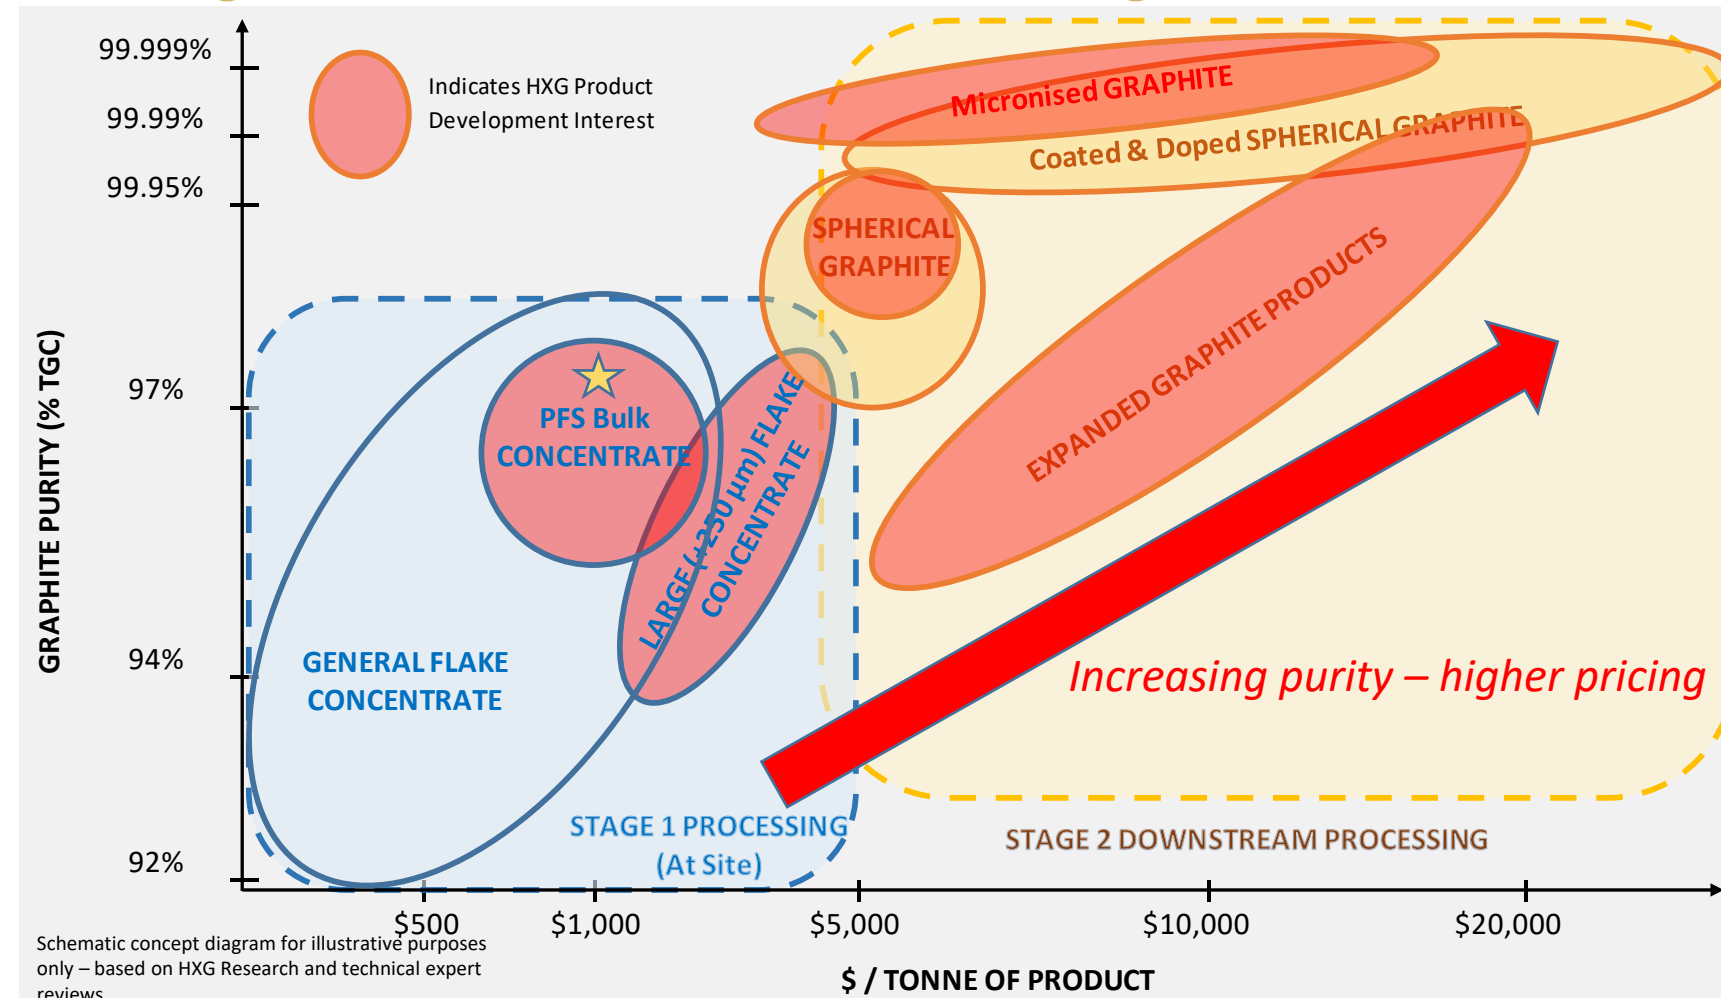 99.999%
99.99%
99.95%
97%
94%
92%
GRAPHITE PURITY (% TGC)
Indicates HXG Product
Development Interest
Micronised GRAPHITE
Coated & Doped SPHERICAL GRAPHITE
SPHERICAL
GRAPHITE
EXPANDED GRAPHITE PRODUCTS
PFS Bulk
CONCENTRATE
LARGE (+250 µm) FLAKE
CONCENTRATE
GENERAL FLAKE
CONCENTRATE
Increasing purity – higher pricing
STAGE 1 PROCESSING
(At Site)
STAGE 2 DOWNSTREAM PROCESSING
$500
$1,000
$5,000
$10,000
$20,000
$ / TONNE OF PRODUCT
Schematic concept diagram for illustrative purposes
only – based on HXG Research and technical expert
reviews